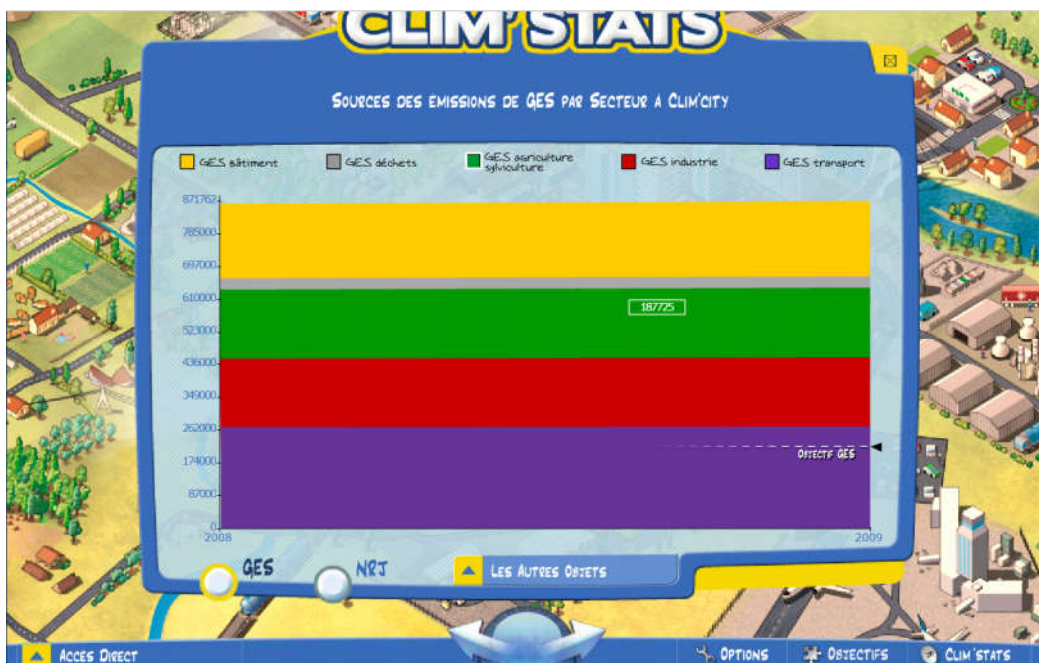 CLIM'STATS
SOURCES DES ÉMISSIONS DE GES PAR SECTEUR À CLIM'CITY
GES bâtiment
GES déchets
GES agriculture
sylviculture
GES industrie
GES transport
871762
785000
697000
610000
523000
436000
349000
262000
174000
87000
0
187725
OBJECTIF GES
2008
2009
GES
NRJ
LES AUTRES OBJETS
ACCÈS DIRECT
OPTIONS
OBJECTIFS
CLIM'STATS